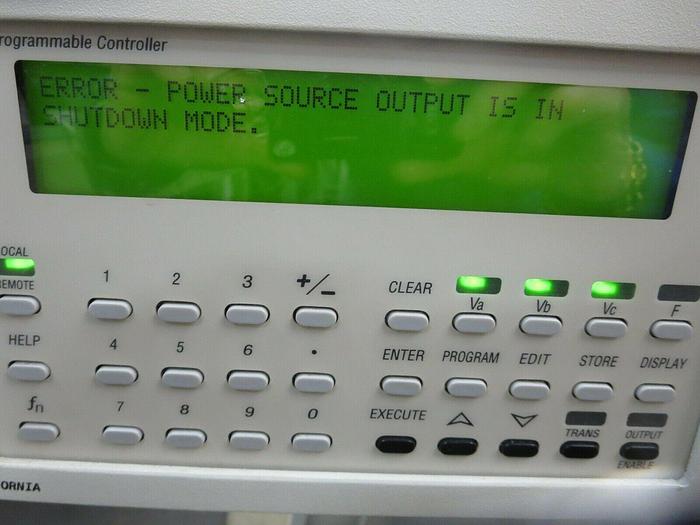 rogrammable Controller
ERROR - POWER SOURCE OUTPUT IS IN
SHUTDOWN MODE.
OCAL
REMOTE
1 2 3 +/− CLEAR Va Vb Vc F
HELP 4 5 6 . ENTER PROGRAM EDIT STORE DISPLAY
fn 7 8 9 0 EXECUTE TRANS OUTPUT
ENABLE
ORNIA